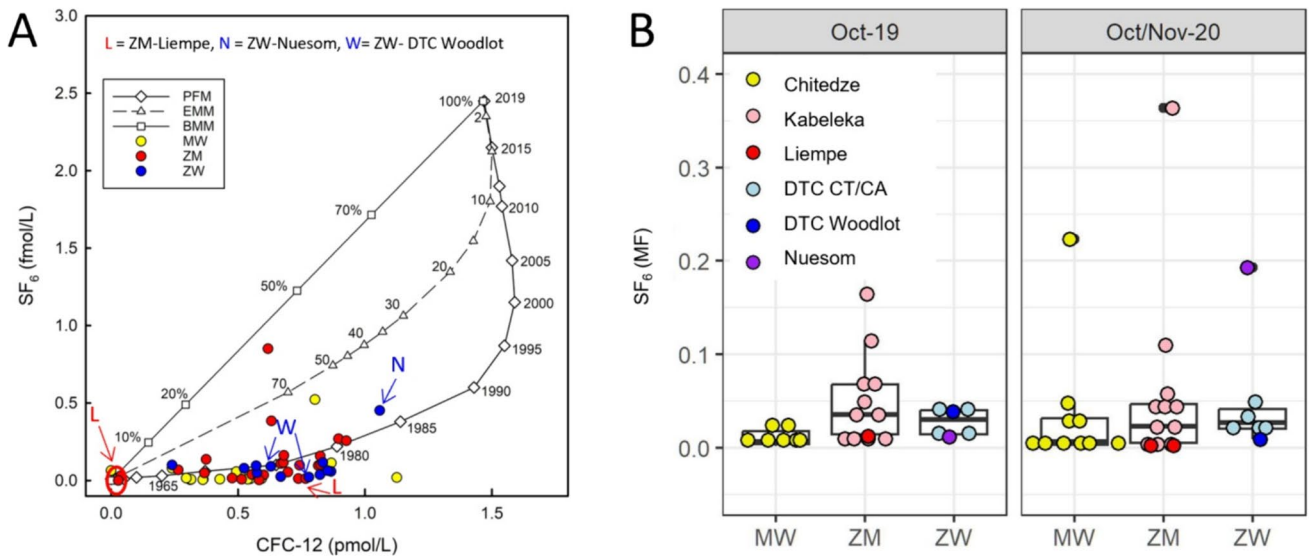 A
L = ZM-Liempe, N = ZW-Nuesom, W= ZW- DTC Woodlot
PFM
EMM
BMM
MW
ZM
ZW
3.0
2.5
2.0
1.5
1.0
0.5
0.0
SF6 (fmol/L)
0.0
0.5
1.0
1.5
CFC-12 (pmol/L)
100%
70%
50%
20%
10%
2
10
20
30
40
50
70
2019
2015
2010
2005
2000
1995
1990
1985
1980
1965
L
N
W
L
B
Oct-19
Oct/Nov-20
Chitedze
Kabeleka
Liempe
DTC CT/CA
DTC Woodlot
Nuesom
0.4
0.3
0.2
0.1
0.0
SF6 (MF)
MW
ZM
ZW
MW
ZM
ZW